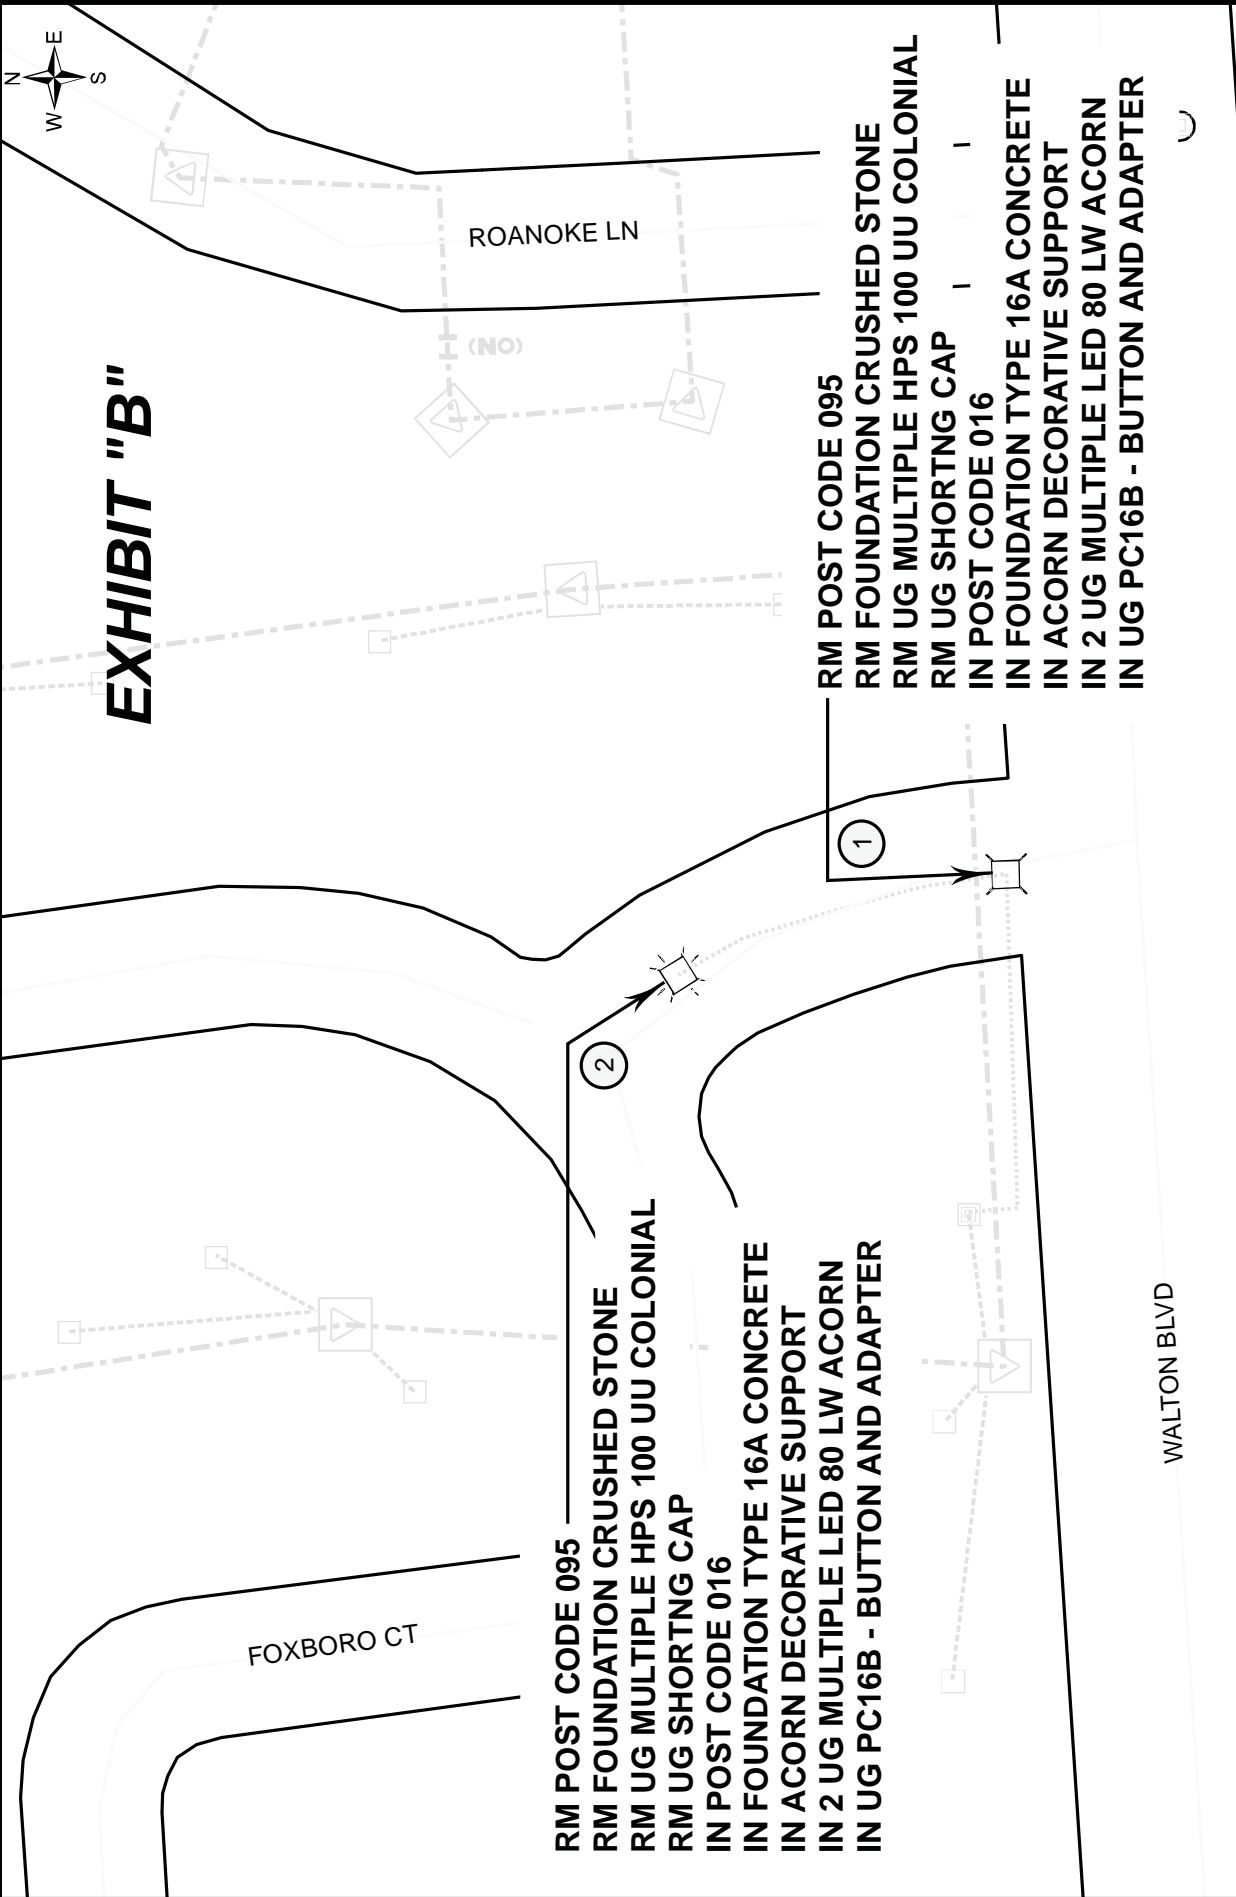 EXHIBIT "B"
N
E
S
W
ROANOKE LN
(NO)
RM POST CODE 095
RM FOUNDATION CRUSHED STONE
RM UG MULTIPLE HPS 100 UU COLONIAL
RM UG SHORTNG CAP
IN POST CODE 016
IN FOUNDATION TYPE 16A CONCRETE
IN ACORN DECORATIVE SUPPORT
IN 2 UG MULTIPLE LED 80 LW ACORN
IN UG PC16B - BUTTON AND ADAPTER
1
2
RM POST CODE 095
RM FOUNDATION CRUSHED STONE
RM UG MULTIPLE HPS 100 UU COLONIAL
RM UG SHORTNG CAP
IN POST CODE 016
IN FOUNDATION TYPE 16A CONCRETE
IN ACORN DECORATIVE SUPPORT
IN 2 UG MULTIPLE LED 80 LW ACORN
IN UG PC16B - BUTTON AND ADAPTER
FOXBORO CT
WALTON BLVD